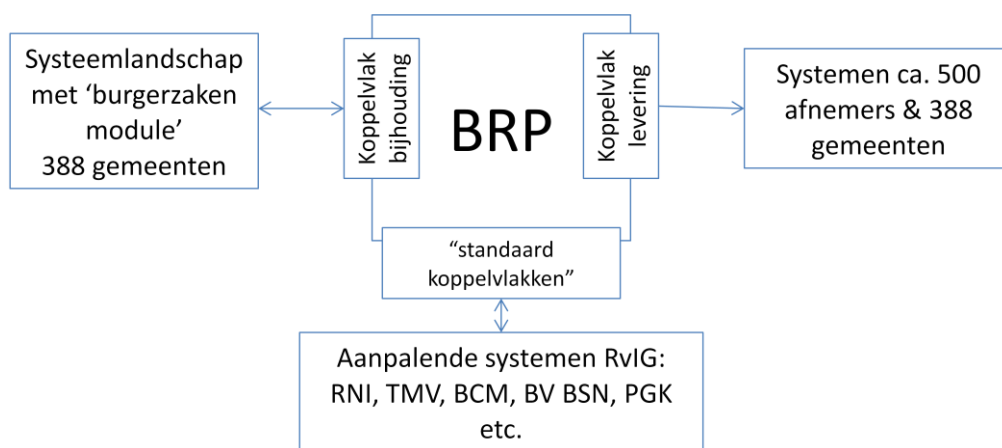 Systeemlandschap
met ‘burgerzaken
module’
388 gemeenten
Koppelvlak
bijhouding
BRP
Koppelvlak
levering
Systemen ca. 500
afnemers & 388
gemeenten
“standaard
koppelvlakken”
Aanpalende systemen RvIG:
RNI, TMV, BCM, BV BSN, PGK
etc.